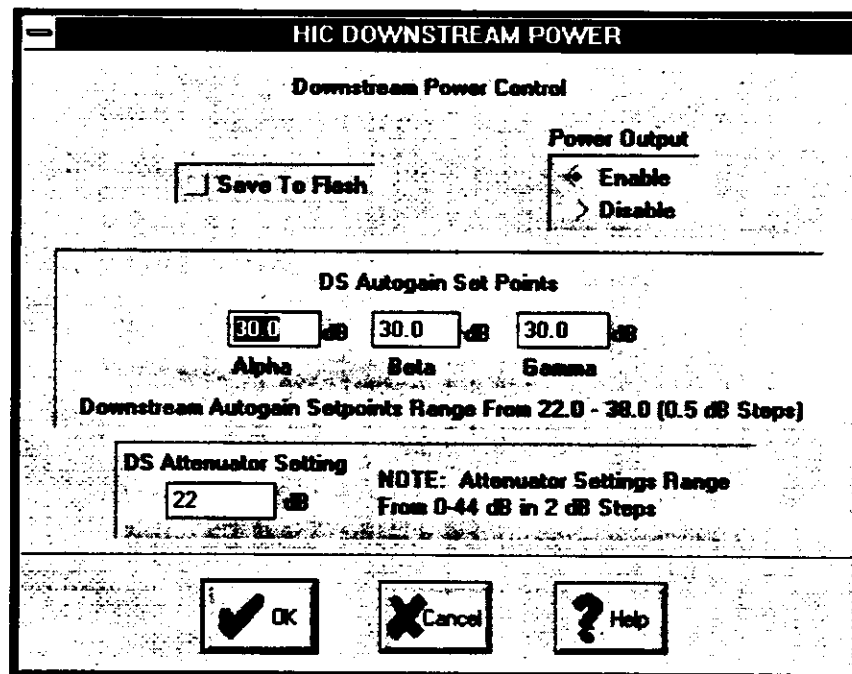 HIC DOWNSTREAM POWER
Downstream Power Control
Power Output
Save To Flash
Enable
Disable
DS Autogain Set Points
30.0 dB 30.0 dB 30.0 dB
Alpha Beta Gamma
Downstream Autogain Setpoints Range From 22.0 - 38.0 (0.5 dB Steps)
DS Attenuator Setting
22 dB
NOTE: Attenuator Settings Range
From 0-44 dB in 2 dB Steps
OK Cancel Help